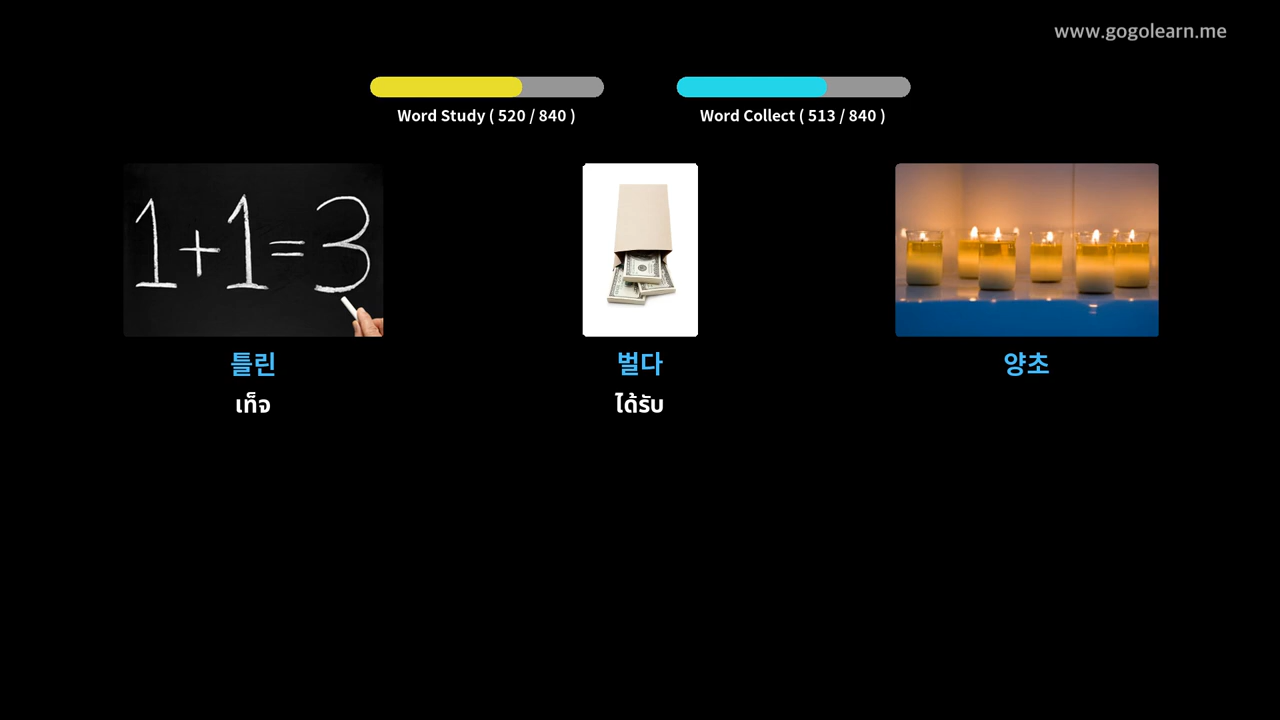 www.gogolearn.me
Word Study ( 520 / 840 )
Word Collect ( 513 / 840 )
1+1=3
틀린
벌다
양초
เท็จ
ได้รับ